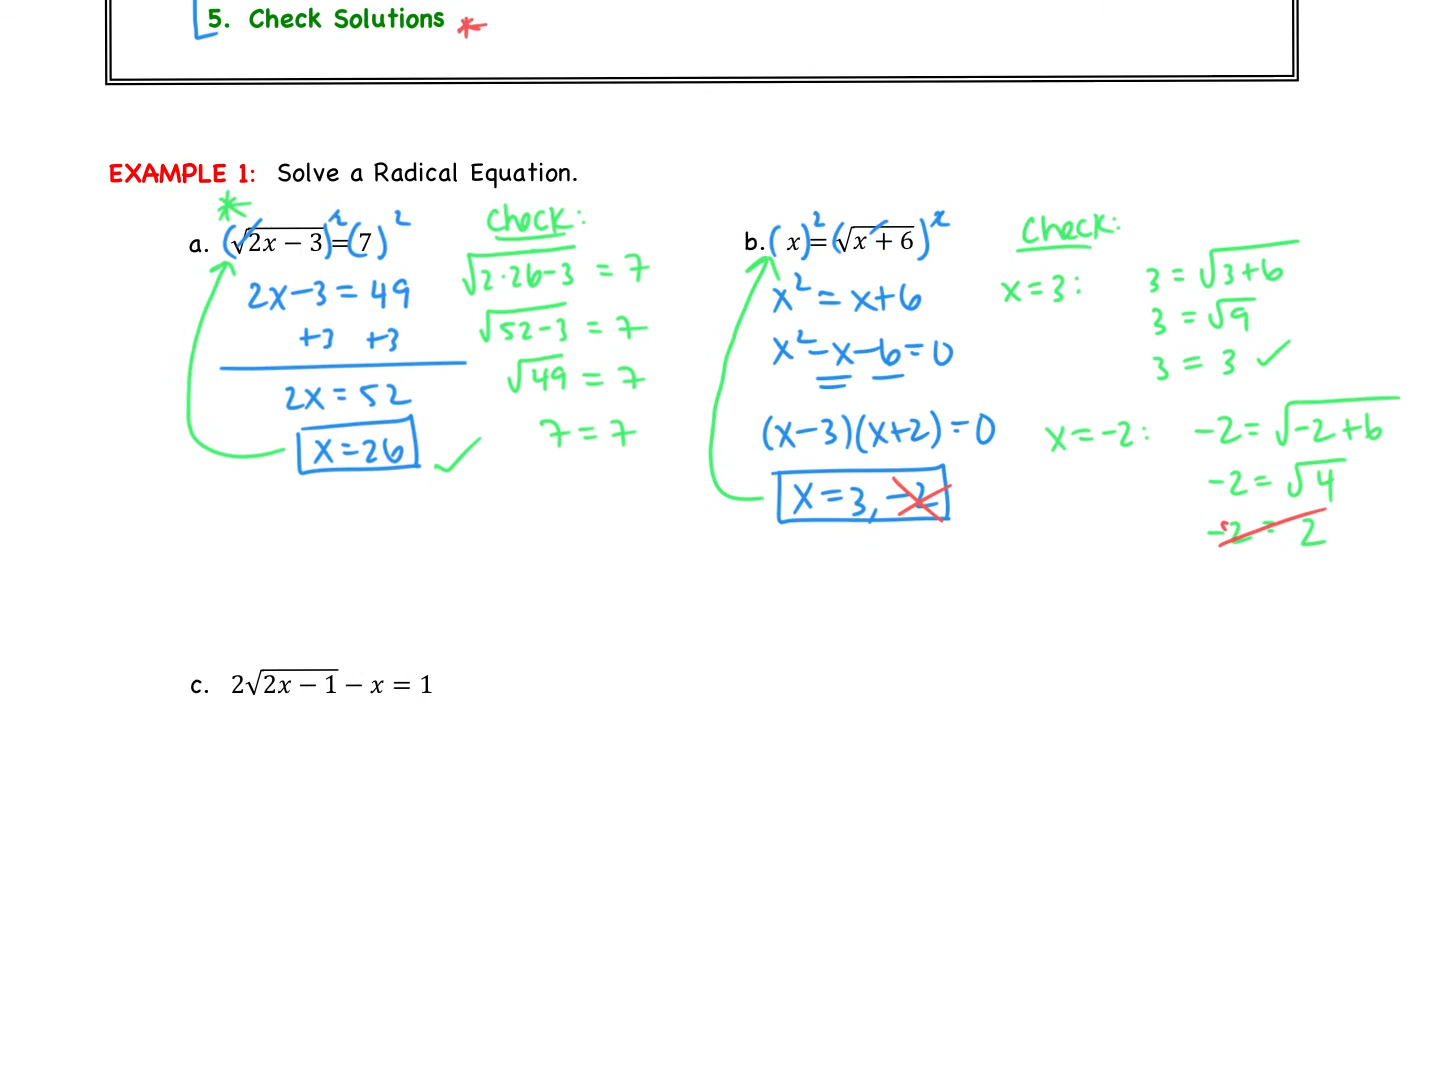 5. Check Solutions *
EXAMPLE 1: Solve a Radical Equation.
*
a. (√(2x − 3))² = (7)²
2x−3 = 49
+3 +3
2x = 52
x = 26 ✓
Check:
√(2·26−3) = 7
√(52−3) = 7
√49 = 7
7 = 7
b. (x)² = (√(x + 6))²
x² = x+6
x²−x−6 = 0
(x−3)(x+2) = 0
x = 3, −2
Check:
x = 3: 3 = √(3+6)
3 = √9
3 = 3 ✓
x = −2: −2 = √(−2+6)
−2 = √4
−2 = 2
c. 2√(2x − 1) − x = 1